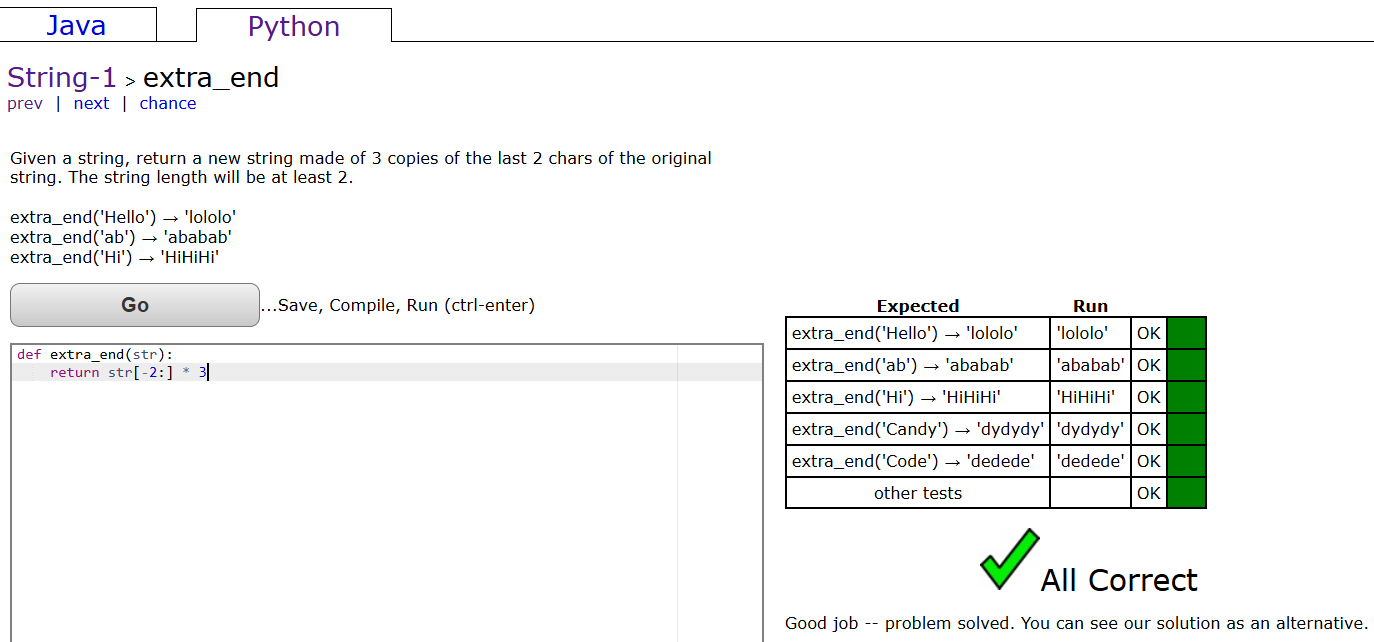 Java Python
String-1 > extra_end
prev | next | chance
Given a string, return a new string made of 3 copies of the last 2 chars of the original
string. The string length will be at least 2.
extra_end('Hello') → 'lololo'
extra_end('ab') → 'ababab'
extra_end('Hi') → 'HiHiHi'
Go ...Save, Compile, Run (ctrl-enter)
def extra_end(str):
    return str[-2:] * 3
Expected Run
extra_end('Hello') → 'lololo' 'lololo' OK
extra_end('ab') → 'ababab' 'ababab' OK
extra_end('Hi') → 'HiHiHi' 'HiHiHi' OK
extra_end('Candy') → 'dydydy' 'dydydy' OK
extra_end('Code') → 'dedede' 'dedede' OK
other tests OK
All Correct
Good job -- problem solved. You can see our solution as an alternative.